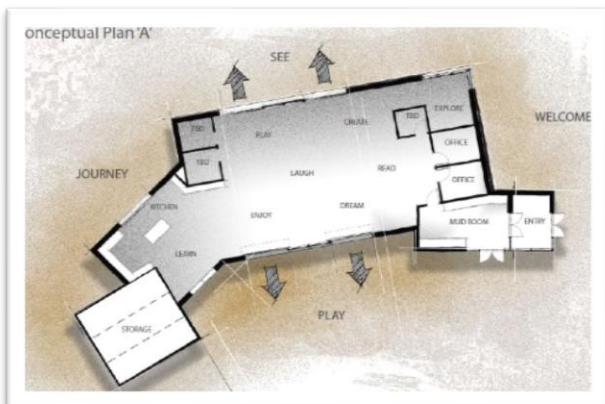 onceptual Plan 'A'
SEE
WELCOME
EXPLORE
TBD
CREATE
TBD
PLAY
OFFICE
TBD
READ
JOURNEY
LAUGH
OFFICE
KITCHEN
DREAM
ENJOY
MUD ROOM
ENTRY
LEARN
PLAY
STORAGE